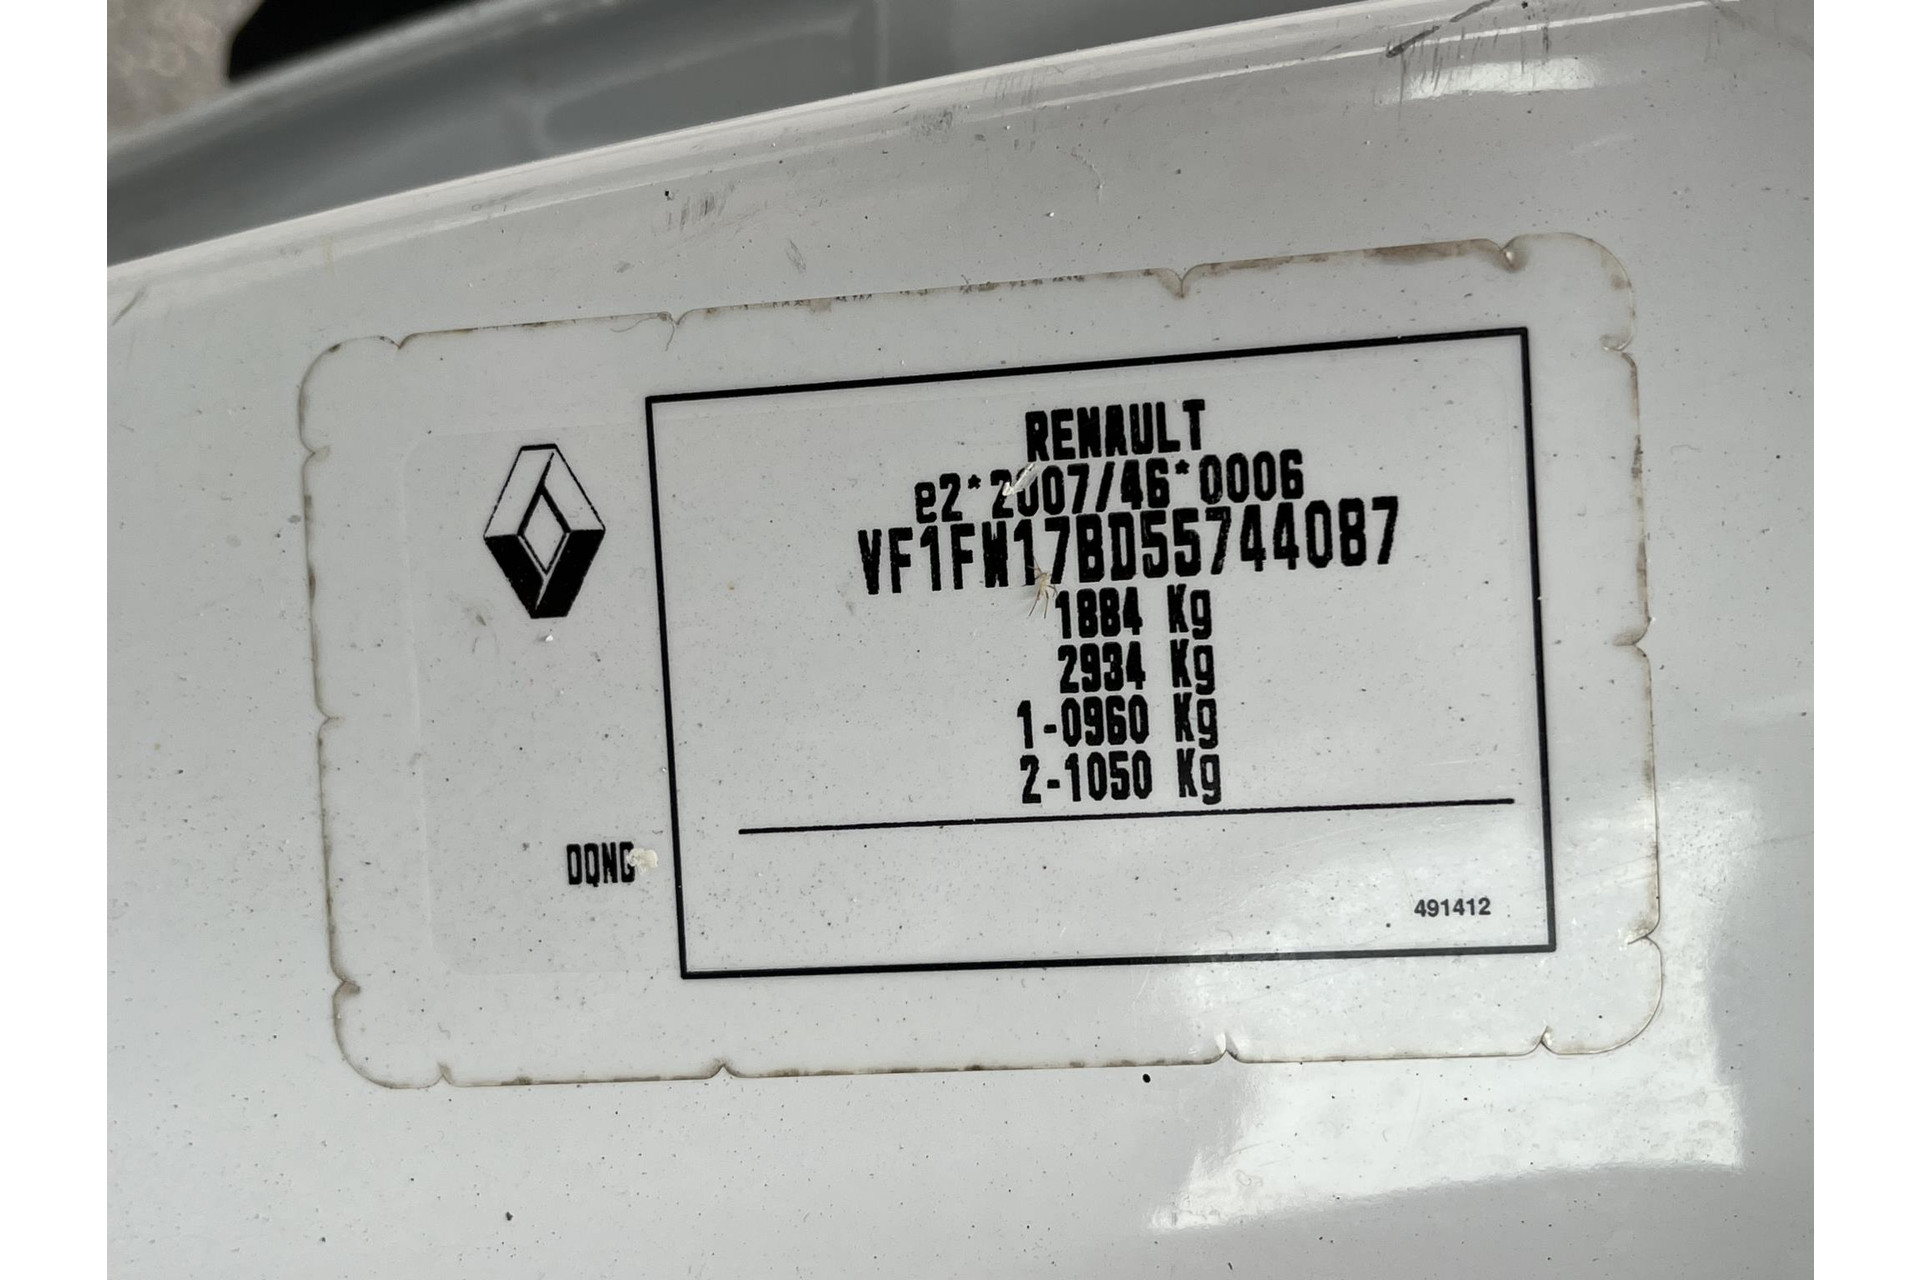 RENAULT
e2*2007/46*0006
VF1FW17BD55744087
1884 Kg
2934 Kg
1-0960 Kg
2-1050 Kg
DQNG
491412